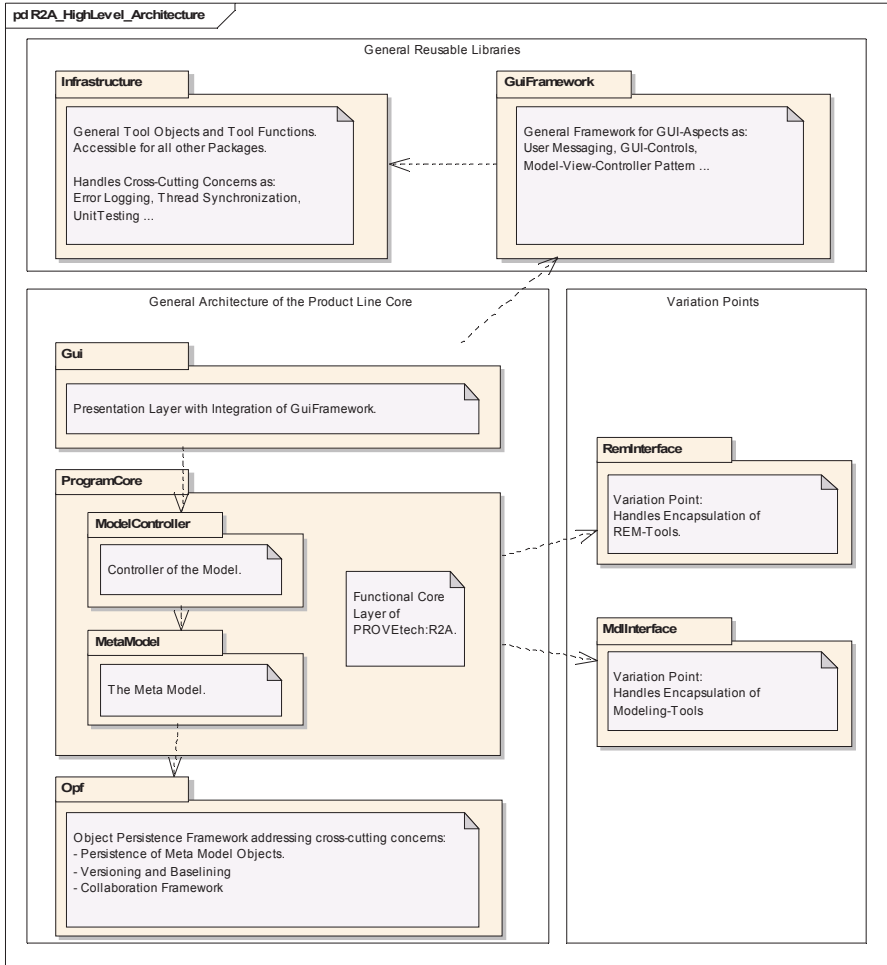 pd R2A_HighLevel_Architecture
General Reusable Libraries
Infrastructure
General Tool Objects and Tool Functions.
Accessible for all other Packages.
Handles Cross-Cutting Concerns as:
Error Logging, Thread Synchronization,
UnitTesting ...
GuiFramework
General Framework for GUI-Aspects as:
User Messaging, GUI-Controls,
Model-View-Controller Pattern ...
General Architecture of the Product Line Core
Gui
Presentation Layer with Integration of GuiFramework.
ProgramCore
ModelController
Controller of the Model.
MetaModel
The Meta Model.
Functional Core
Layer of
PROVEtech:R2A.
Opf
Object Persistence Framework addressing cross-cutting concerns:
- Persistence of Meta Model Objects.
- Versioning and Baselining
- Collaboration Framework
Variation Points
RemInterface
Variation Point:
Handles Encapsulation of
REM-Tools.
MdlInterface
Variation Point:
Handles Encapsulation of
Modeling-Tools